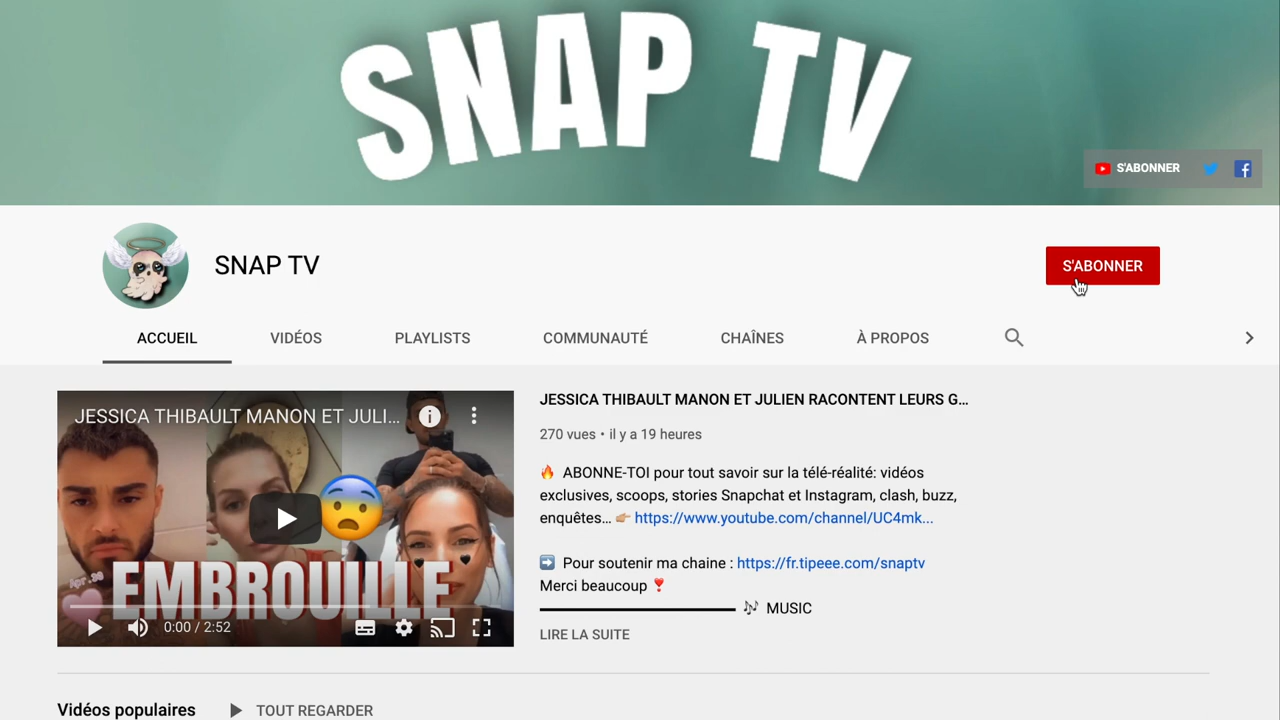 SNAP TV
S'ABONNER
SNAP TV
S'ABONNER
ACCUEIL
VIDÉOS
PLAYLISTS
COMMUNAUTÉ
CHAÎNES
À PROPOS
JESSICA THIBAULT MANON ET JULI...
EMBROUILLE
0:00 / 2:52
JESSICA THIBAULT MANON ET JULIEN RACONTENT LEURS G...
270 vues • il y a 19 heures
🔥 ABONNE-TOI pour tout savoir sur la télé-réalité: vidéos
exclusives, scoops, stories Snapchat et Instagram, clash, buzz,
enquêtes... 👉🏼 https://www.youtube.com/channel/UC4mk...
➡️ Pour soutenir ma chaine : https://fr.tipeee.com/snaptv
Merci beaucoup ❣️
▬▬▬▬▬▬▬▬ 🎶 MUSIC
LIRE LA SUITE
Vidéos populaires
TOUT REGARDER